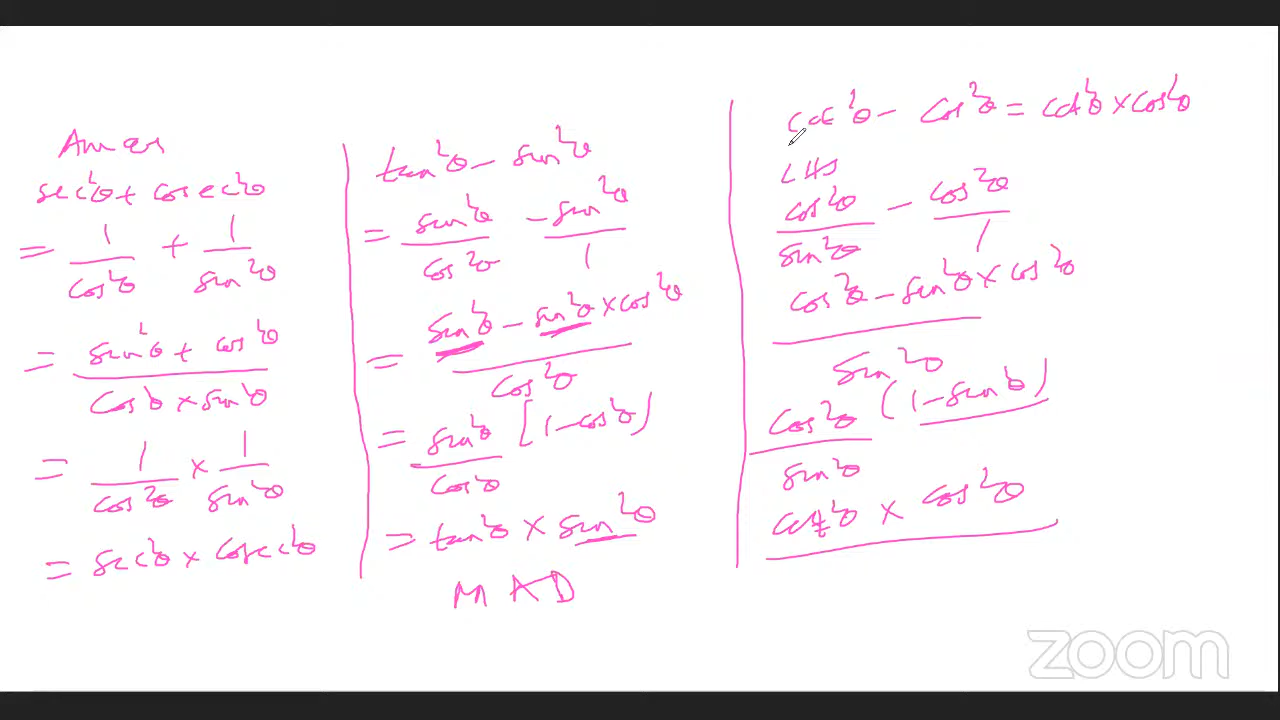 sec²θ + cosec²θ
= 1/cos²θ + 1/sin²θ
= (sin²θ + cos²θ)/(cos²θ × sin²θ)
= 1/cos²θ × 1/sin²θ
= sec²θ × cosec²θ
tan²θ - sin²θ
= sin²θ/cos²θ - sin²θ/1
= (sin²θ - sin²θ × cos²θ)/cos²θ
= sin²θ/cos²θ [1 - cos²θ)
= tan²θ × sin²θ
M A D
cot²θ - cos²θ = cot²θ × cos²θ
LHS
cos²θ/sin²θ - cos²θ/1
(cos²θ - sin²θ × cos²θ)/sin²θ
cos²θ/sin²θ (1 - sin²θ)
cot²θ × cos²θ
zoom